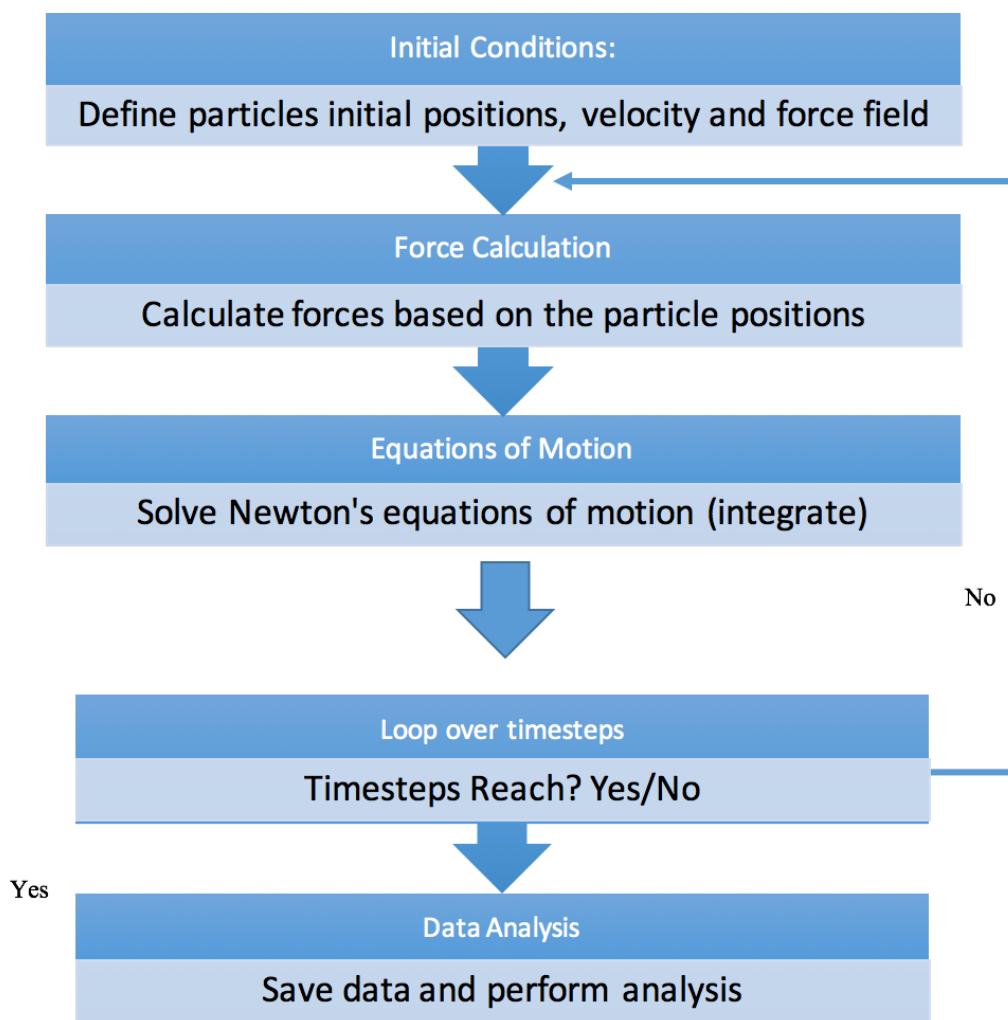 Initial Conditions:
Define particles initial positions, velocity and force field
Force Calculation
Calculate forces based on the particle positions
Equations of Motion
Solve Newton's equations of motion (integrate)
No
Loop over timesteps
Timesteps Reach? Yes/No
Yes
Data Analysis
Save data and perform analysis